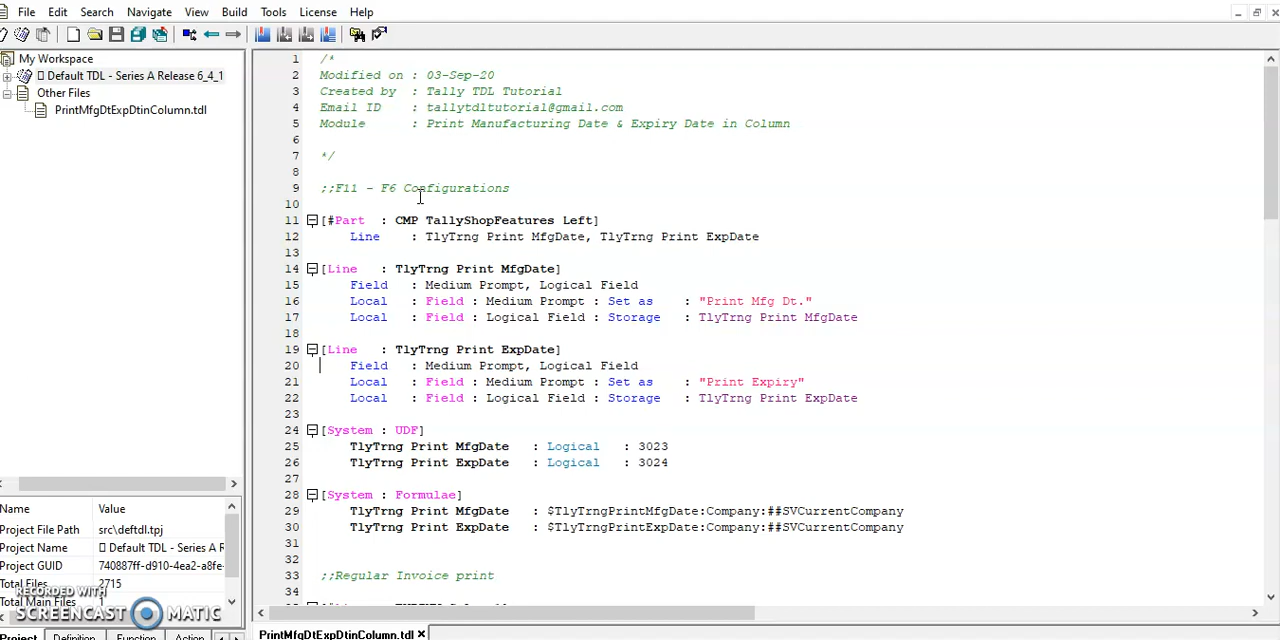 File Edit Search Navigate View Build Tools License Help
My Workspace
Default TDL - Series A Release 6_4_1
Other Files
PrintMfgDtExpDtinColumn.tdl
Name Value
Project File Path src\deftdl.tpj
Project Name Default TDL - Series A R
Project GUID 740887ff-d910-4ea2-a8fe-
Total Files 2715
Total Main Files 1
RECORDED WITH
SCREENCAST MATIC
Project Definition Function Action
1 /*
2 Modified on : 03-Sep-20
3 Created by : Tally TDL Tutorial
4 Email ID : tallytdltutorial@gmail.com
5 Module : Print Manufacturing Date & Expiry Date in Column
6
7 */
8
9 ;;F11 - F6 Configurations
10
11 [#Part : CMP TallyShopFeatures Left]
12 Line : TlyTrng Print MfgDate, TlyTrng Print ExpDate
13
14 [Line : TlyTrng Print MfgDate]
15 Field : Medium Prompt, Logical Field
16 Local : Field : Medium Prompt : Set as : "Print Mfg Dt."
17 Local : Field : Logical Field : Storage : TlyTrng Print MfgDate
18
19 [Line : TlyTrng Print ExpDate]
20 Field : Medium Prompt, Logical Field
21 Local : Field : Medium Prompt : Set as : "Print Expiry"
22 Local : Field : Logical Field : Storage : TlyTrng Print ExpDate
23
24 [System : UDF]
25 TlyTrng Print MfgDate : Logical : 3023
26 TlyTrng Print ExpDate : Logical : 3024
27
28 [System : Formulae]
29 TlyTrng Print MfgDate : $TlyTrngPrintMfgDate:Company:##SVCurrentCompany
30 TlyTrng Print ExpDate : $TlyTrngPrintExpDate:Company:##SVCurrentCompany
31
32
33 ;;Regular Invoice print
34
PrintMfgDtExpDtinColumn.tdl